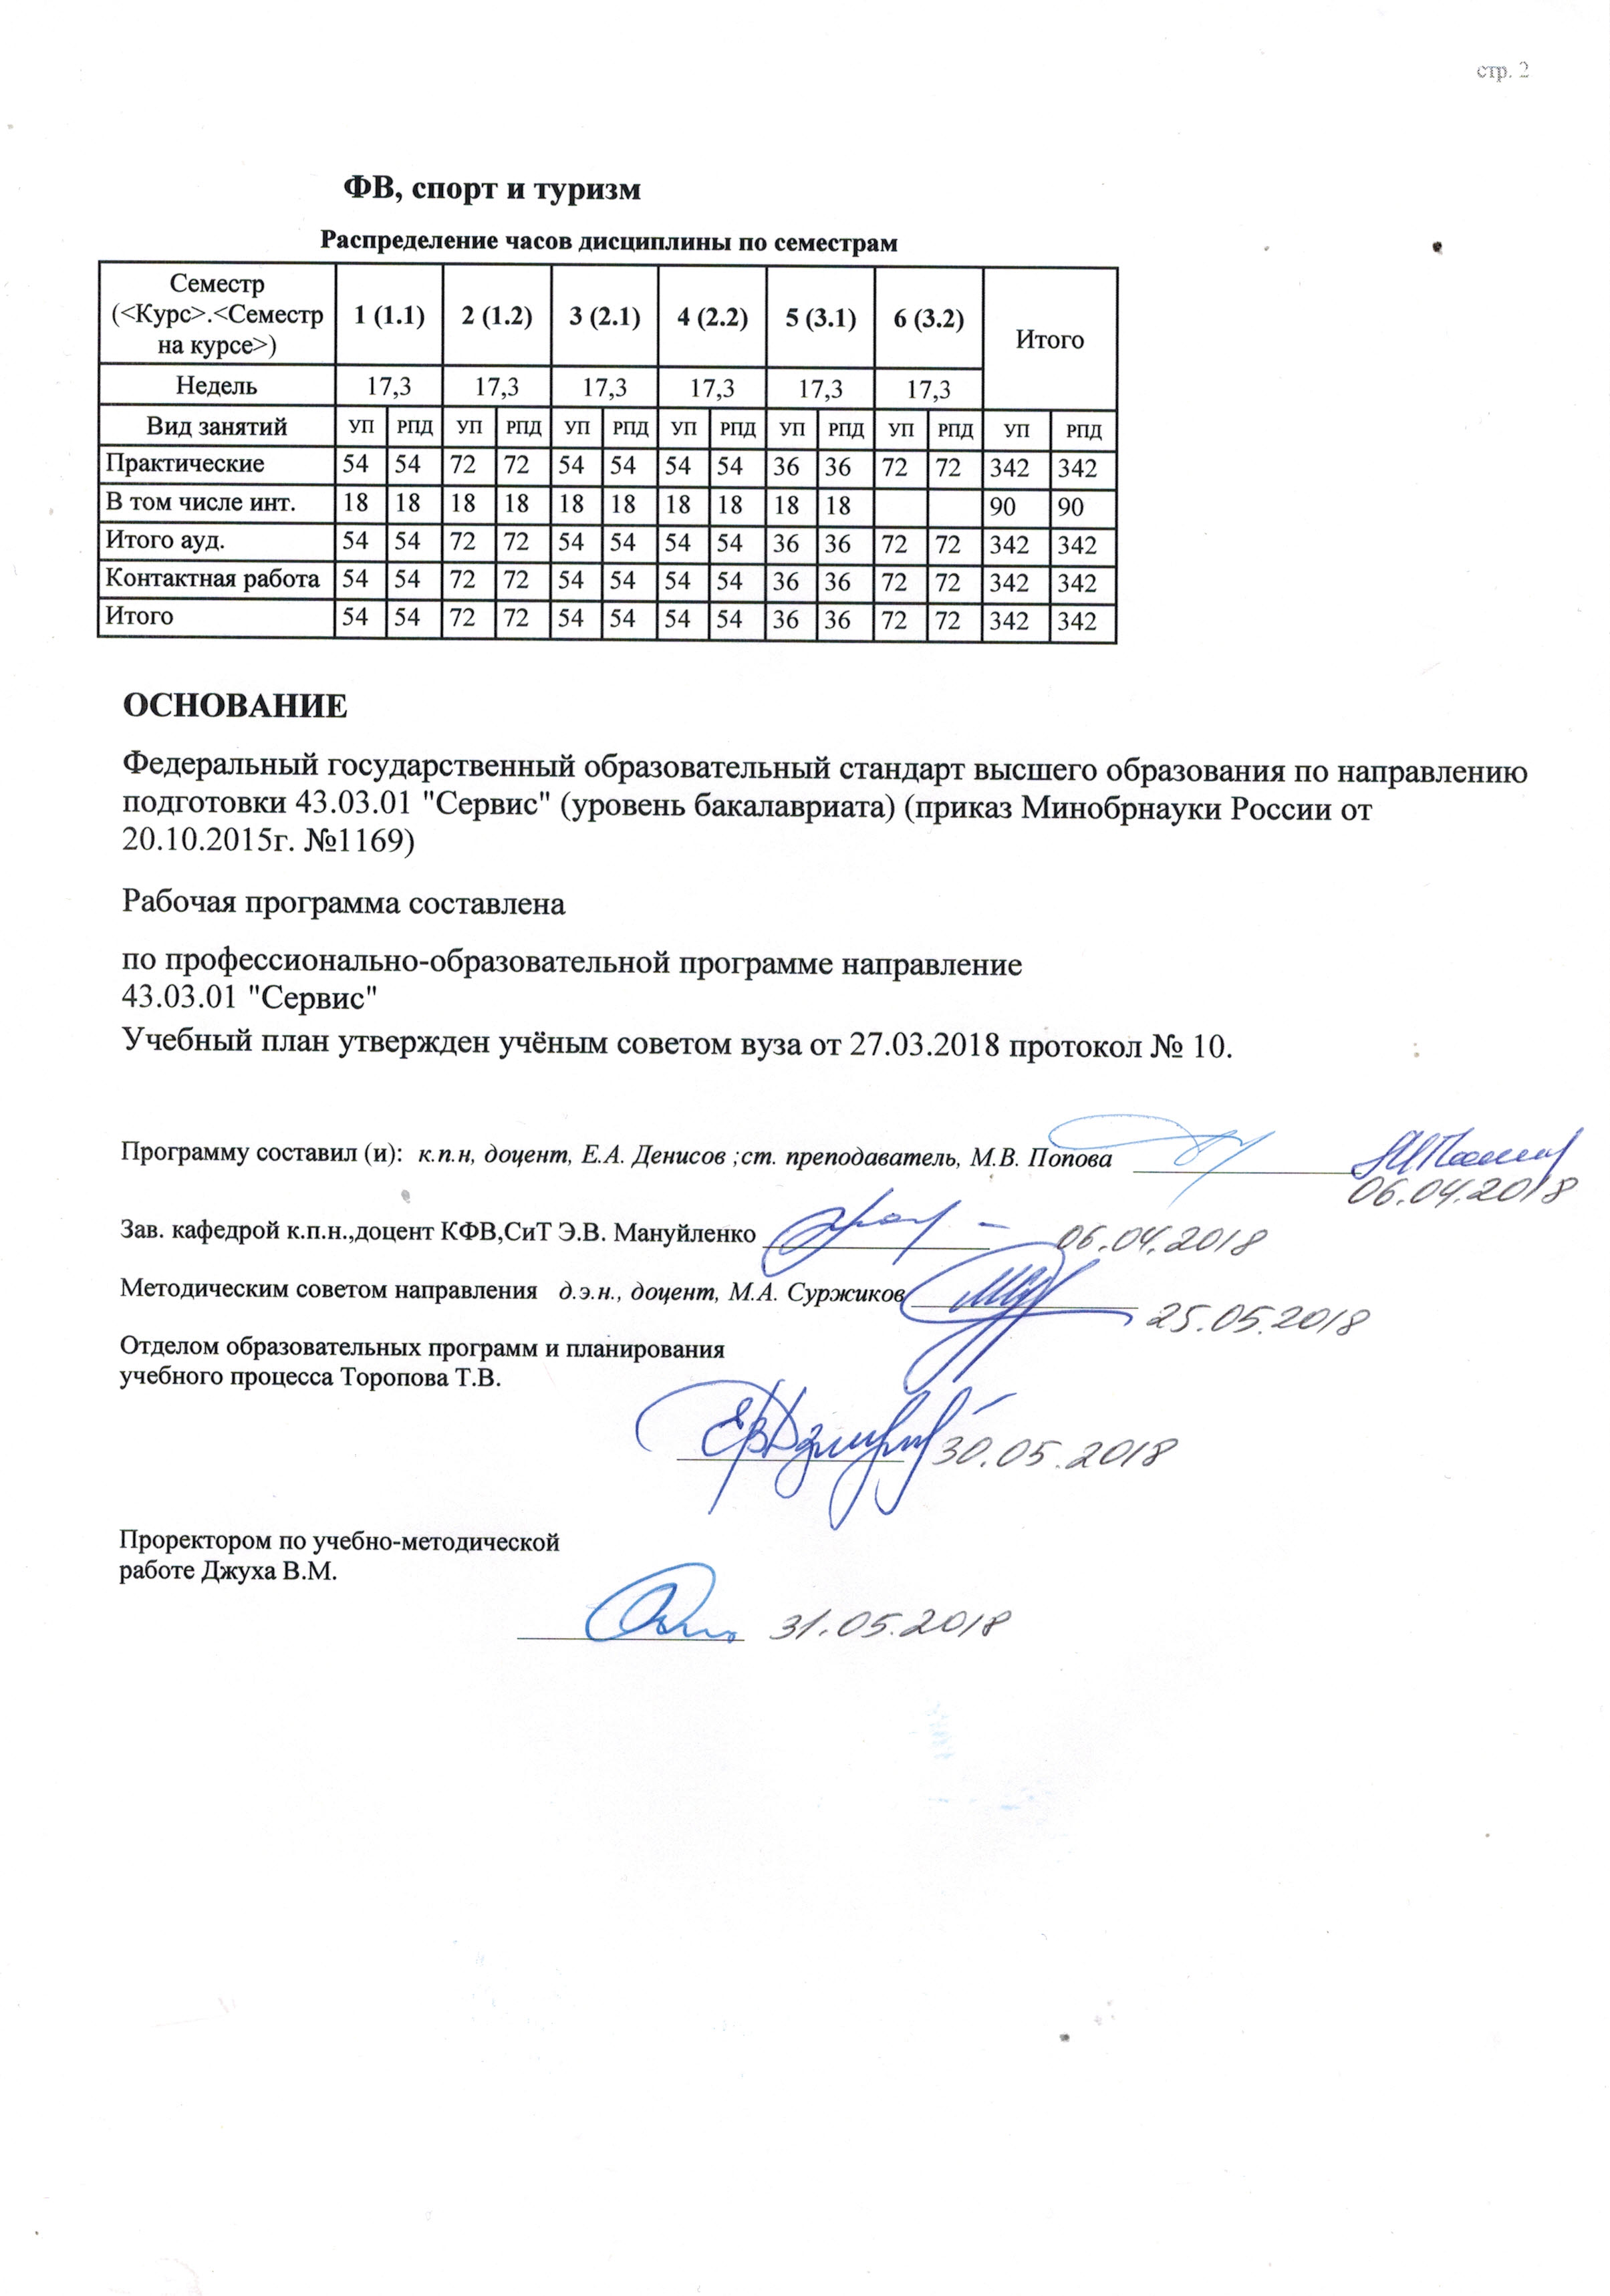 стр. 2
ФВ, спорт и туризм
Распределение часов дисциплины по семестрам
Семестр (<Курс>.<Семестр на курсе>) 1 (1.1) 2 (1.2) 3 (2.1) 4 (2.2) 5 (3.1) 6 (3.2) Итого
Недель 17,3 17,3 17,3 17,3 17,3 17,3
Вид занятий УП РПД УП РПД УП РПД УП РПД УП РПД УП РПД УП РПД
Практические 54 54 72 72 54 54 54 54 36 36 72 72 342 342
В том числе инт. 18 18 18 18 18 18 18 18 18 18 90 90
Итого ауд. 54 54 72 72 54 54 54 54 36 36 72 72 342 342
Контактная работа 54 54 72 72 54 54 54 54 36 36 72 72 342 342
Итого 54 54 72 72 54 54 54 54 36 36 72 72 342 342
ОСНОВАНИЕ
Федеральный государственный образовательный стандарт высшего образования по направлению
подготовки 43.03.01 "Сервис" (уровень бакалавриата) (приказ Минобрнауки России от
20.10.2015г. №1169)
Рабочая программа составлена
по профессионально-образовательной программе направление
43.03.01 "Сервис"
Учебный план утвержден учёным советом вуза от 27.03.2018 протокол № 10.
Программу составил (и): к.п.н, доцент, Е.А. Денисов ;ст. преподаватель, М.В. Попова
06.04.2018
Зав. кафедрой к.п.н.,доцент КФВ,СиТ Э.В. Мануйленко 06.04.2018
Методическим советом направления д.э.н., доцент, М.А. Суржиков 25.05.2018
Отделом образовательных программ и планирования
учебного процесса Торопова Т.В.
30.05.2018
Проректором по учебно-методической
работе Джуха В.М.
31.05.2018